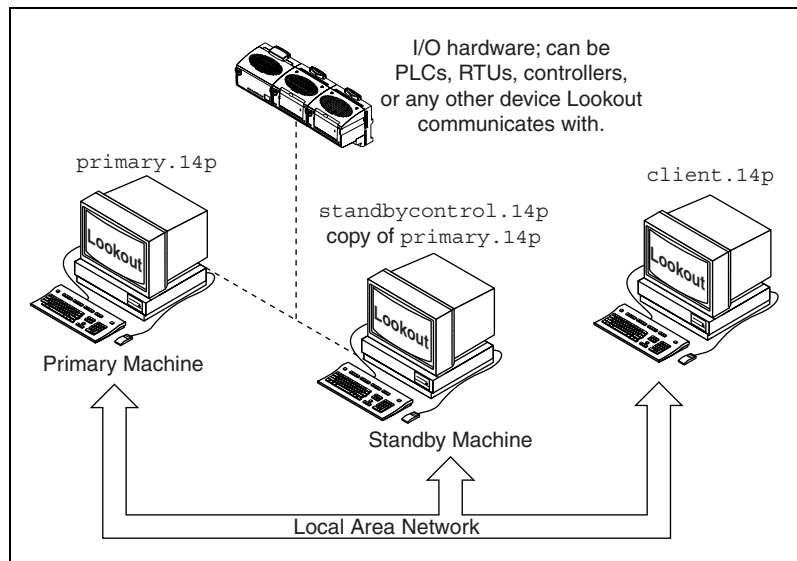 I/O hardware; can be
PLCs, RTUs, controllers,
or any other device Lookout
communicates with.
primary.14p
client.14p
standbycontrol.14p
copy of primary.14p
Lookout
Lookout
Lookout
Primary Machine
Standby Machine
Local Area Network